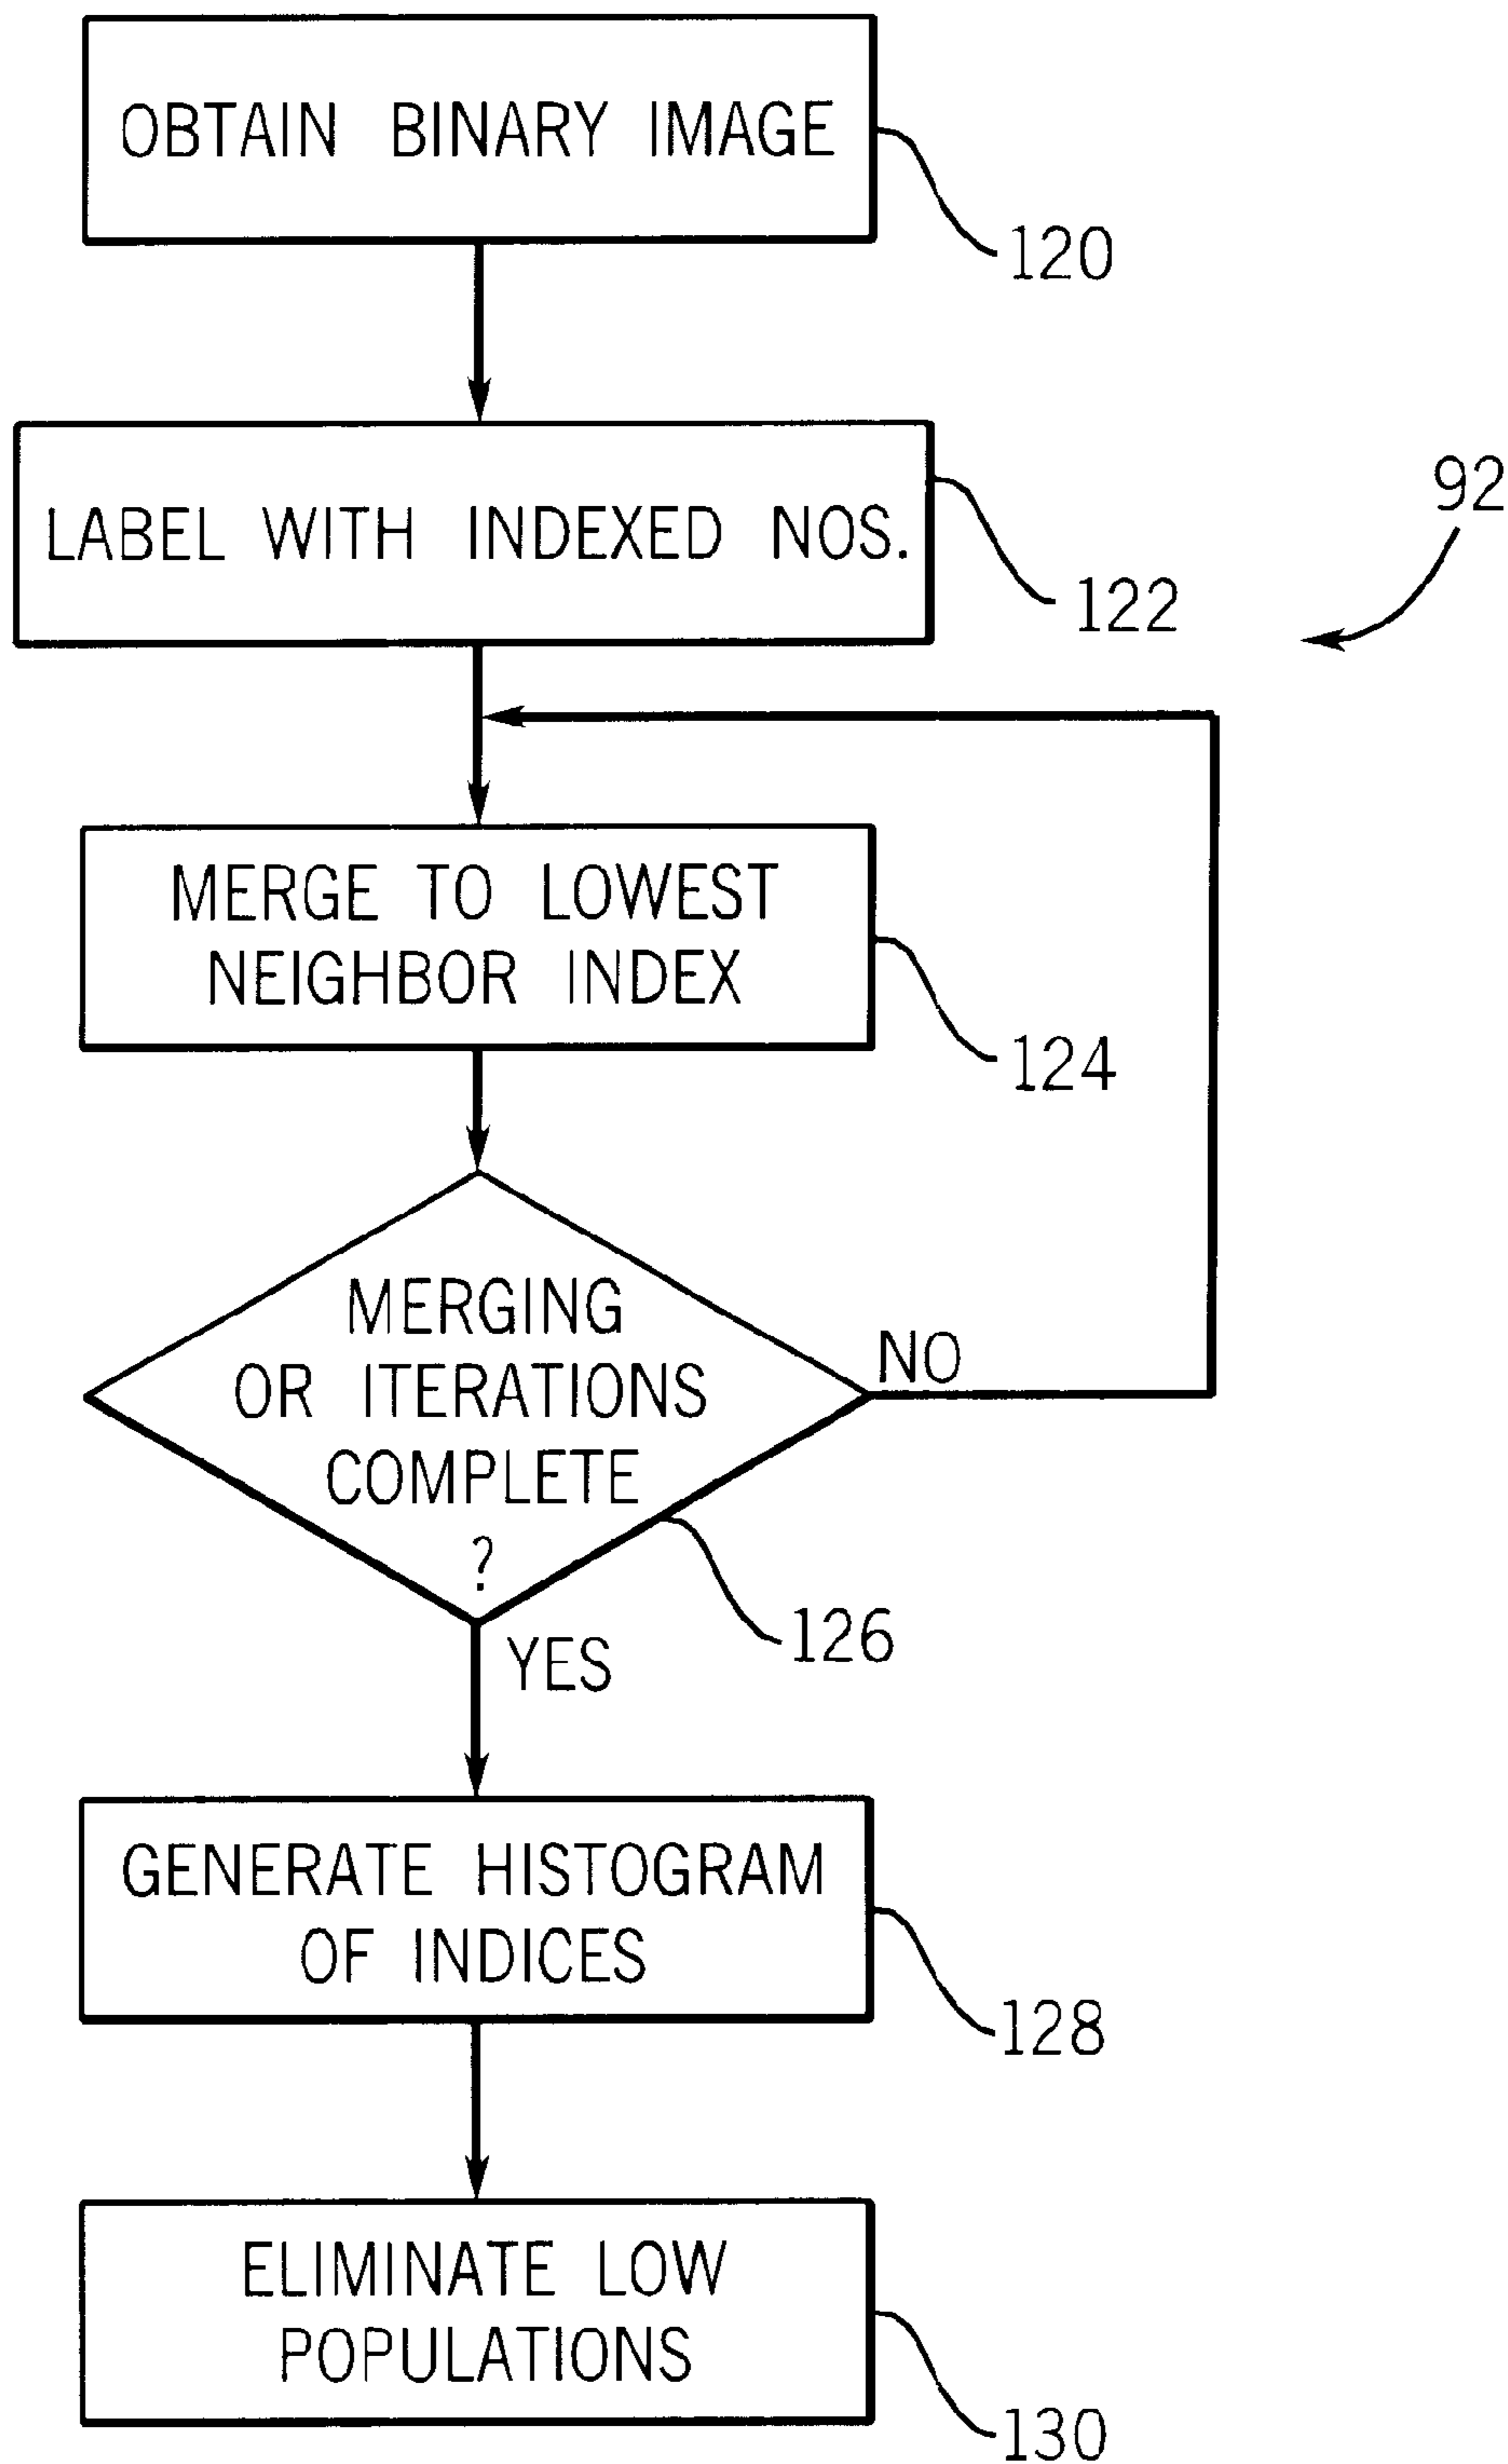 OBTAIN BINARY IMAGE
120
LABEL WITH INDEXED NOS.
122
92
MERGE TO LOWEST
NEIGHBOR INDEX
124
MERGING
OR ITERATIONS
COMPLETE
?
NO
126
YES
GENERATE HISTOGRAM
OF INDICES
128
ELIMINATE LOW
POPULATIONS
130